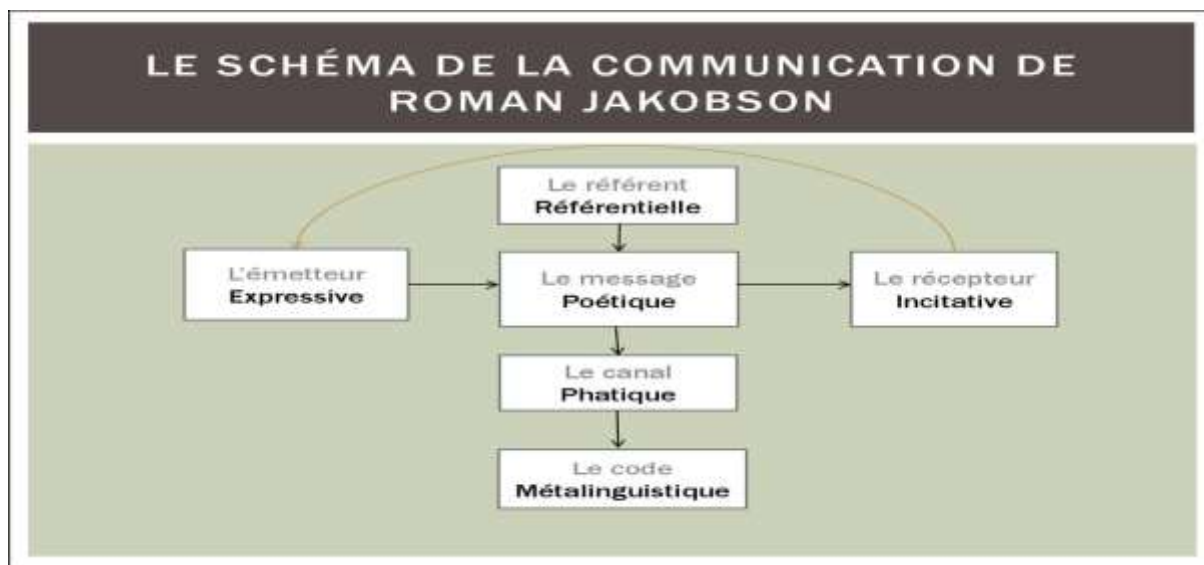 LE SCHÉMA DE LA COMMUNICATION DE
ROMAN JAKOBSON
Le référent
Référentielle
L'émetteur
Expressive
Le message
Poétique
Le récepteur
Incitative
Le canal
Phatique
Le code
Métalinguistique